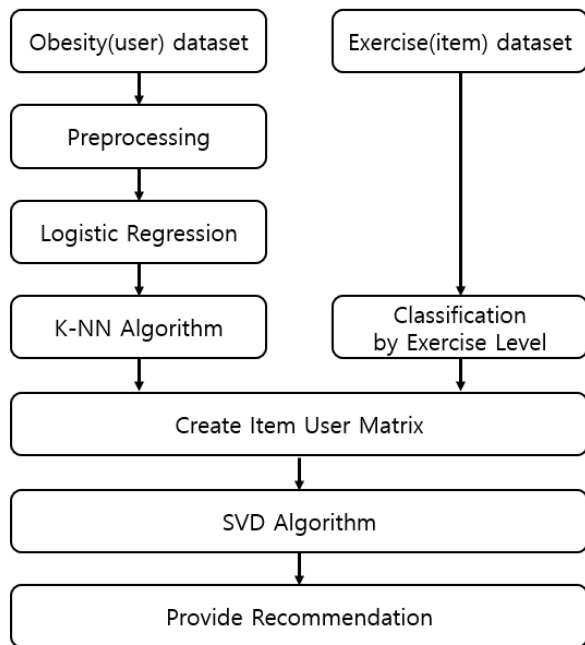 Obesity(user) dataset
Exercise(item) dataset
Preprocessing
Logistic Regression
K-NN Algorithm
Classification
by Exercise Level
Create Item User Matrix
SVD Algorithm
Provide Recommendation